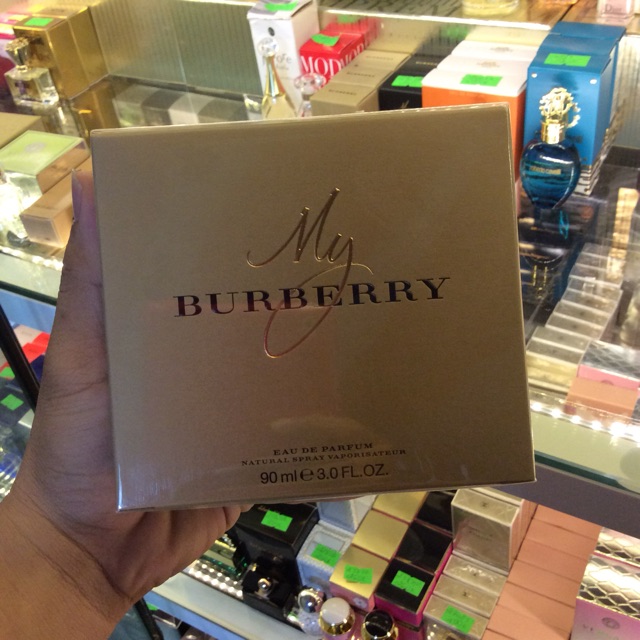 My
BURBERRY
EAU DE PARFUM
NATURAL SPRAY VAPORISATEUR
90 ml ℮ 3.0 FL.OZ.